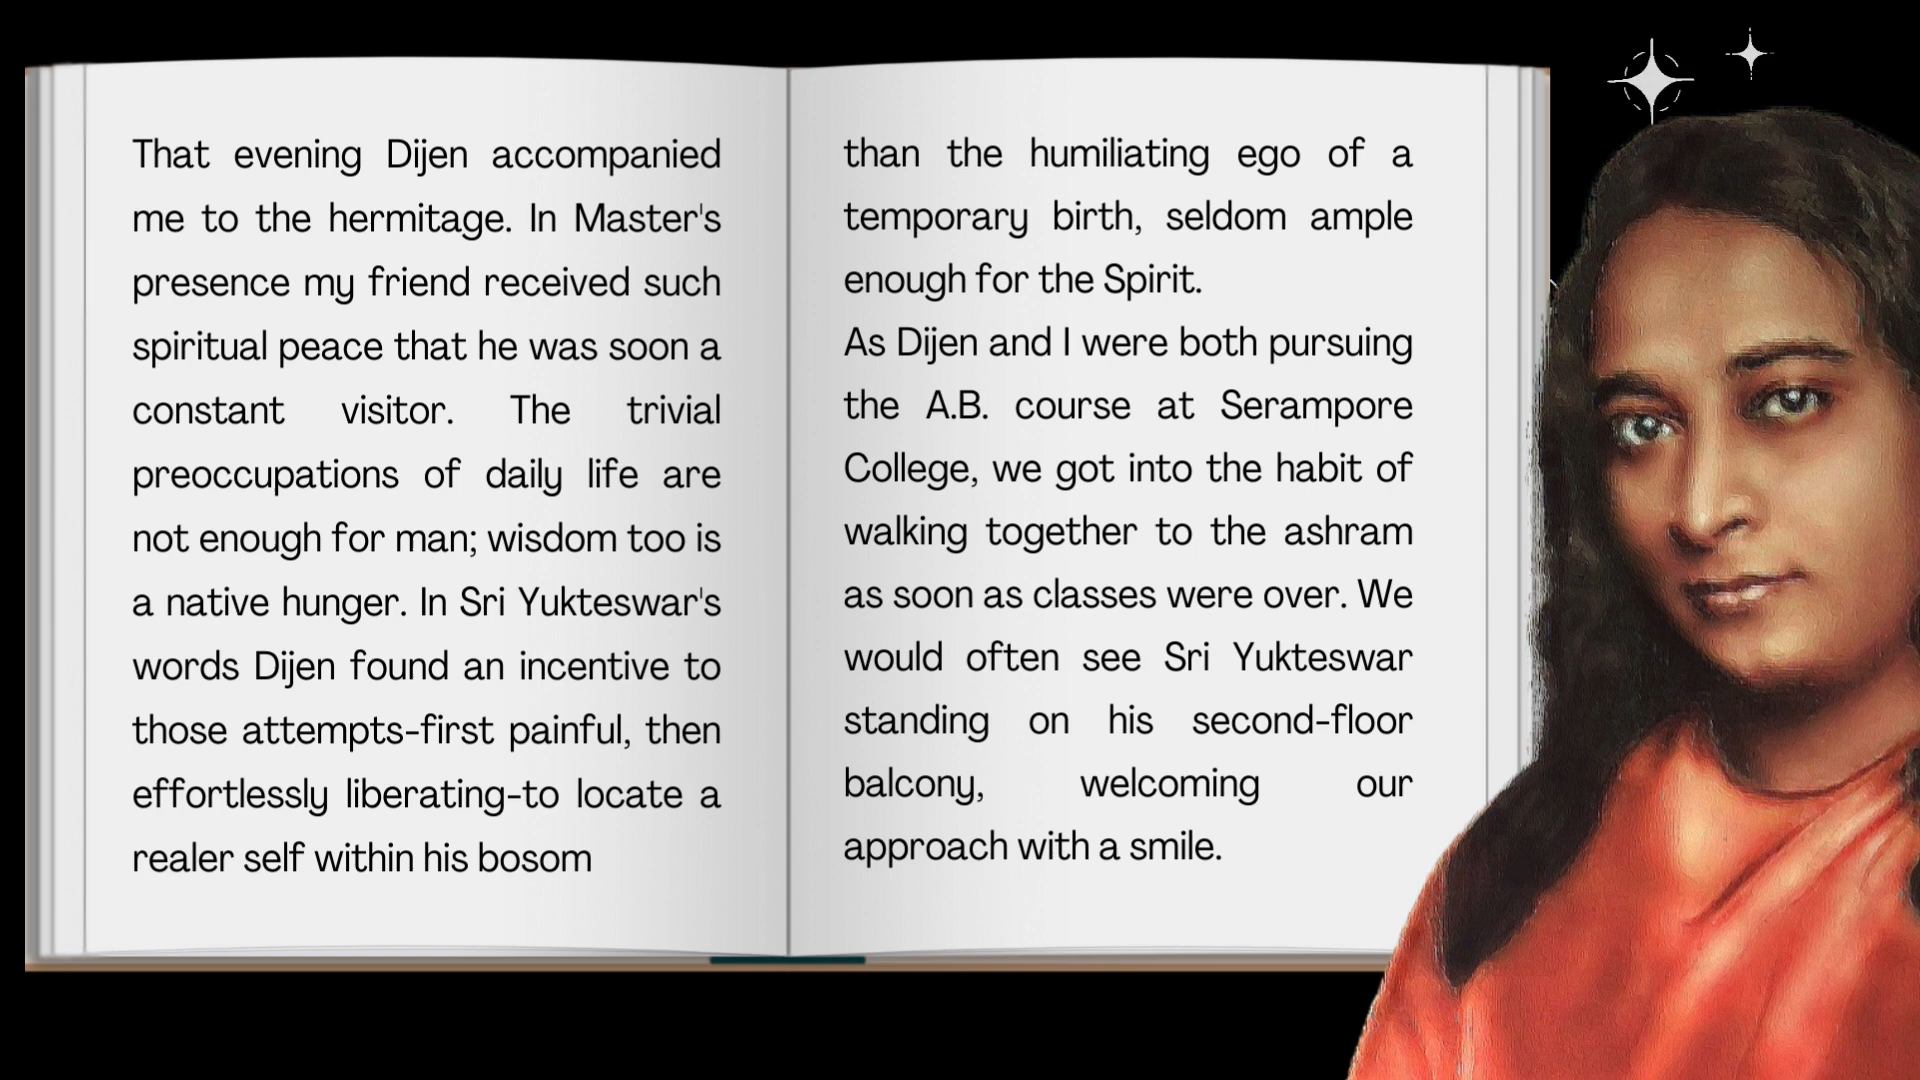 That evening Dijen accompanied
me to the hermitage. In Master's
presence my friend received such
spiritual peace that he was soon a
constant visitor. The trivial
preoccupations of daily life are
not enough for man; wisdom too is
a native hunger. In Sri Yukteswar's
words Dijen found an incentive to
those attempts-first painful, then
effortlessly liberating-to locate a
realer self within his bosom
than the humiliating ego of a
temporary birth, seldom ample
enough for the Spirit.
As Dijen and I were both pursuing
the A.B. course at Serampore
College, we got into the habit of
walking together to the ashram
as soon as classes were over. We
would often see Sri Yukteswar
standing on his second-floor
balcony, welcoming our
approach with a smile.